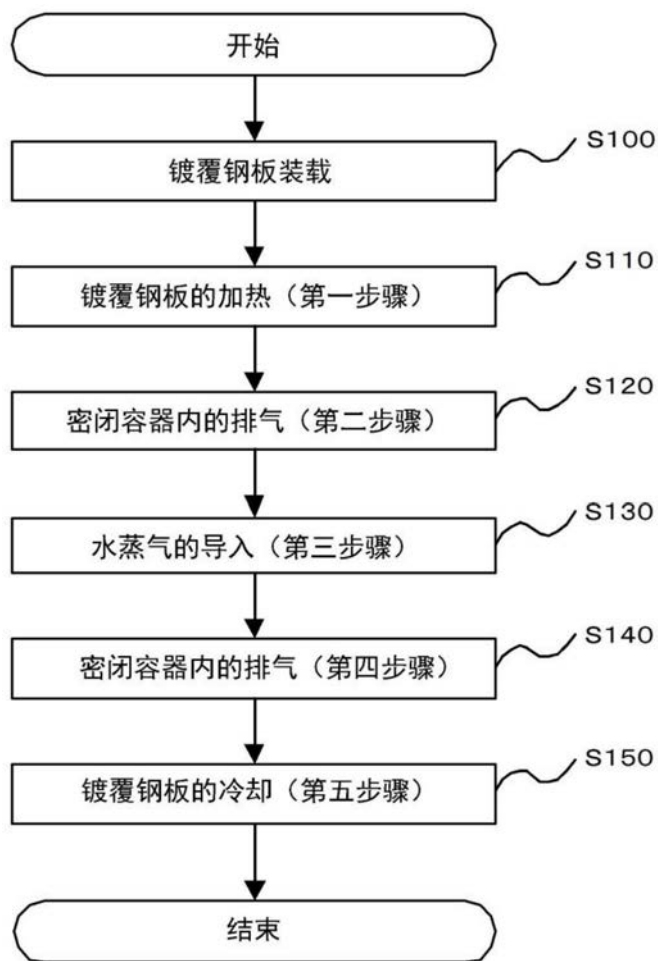 开始
S100
镀覆钢板装载
S110
镀覆钢板的加热（第一步骤）
S120
密闭容器内的排气（第二步骤）
S130
水蒸气的导入（第三步骤）
S140
密闭容器内的排气（第四步骤）
S150
镀覆钢板的冷却（第五步骤）
结束